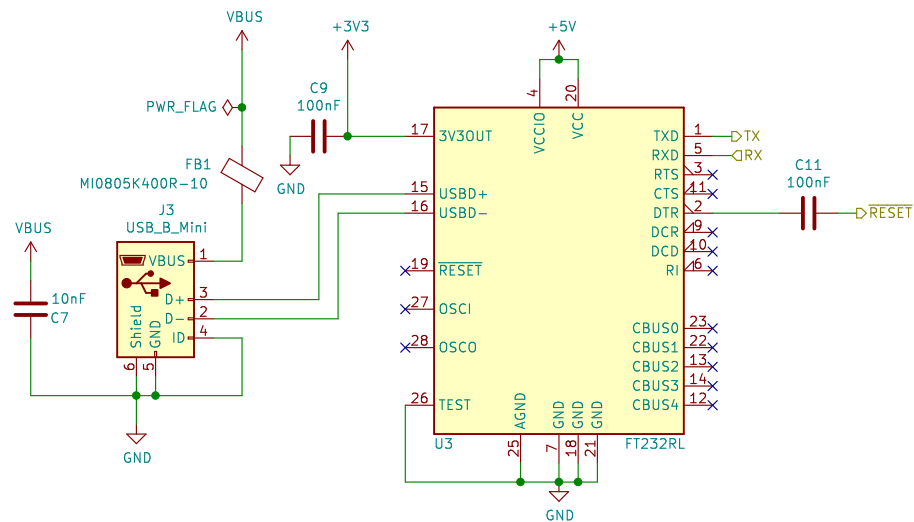 VBUS
+3V3
+5V
PWR_FLAG
C9
100nF
4
20
VCCIO
VCC
17
3V3OUT
TXD
1
TX
RXD
5
RX
RTS
3
CTS
11
DTR
2
DCR
9
DCD
10
RI
6
C11
100nF
RESET
FB1
MI0805K400R-10
GND
15
USBD+
16
USBD-
J3
USB_B_Mini
VBUS
VBUS
1
D+
3
D-
2
ID
4
Shield
GND
6
5
10nF
C7
19
RESET
27
OSCI
28
OSCO
CBUS0
23
CBUS1
22
CBUS2
13
CBUS3
14
CBUS4
12
26
TEST
AGND
GND
GND
GND
25
7
18
21
U3
FT232RL
GND
GND